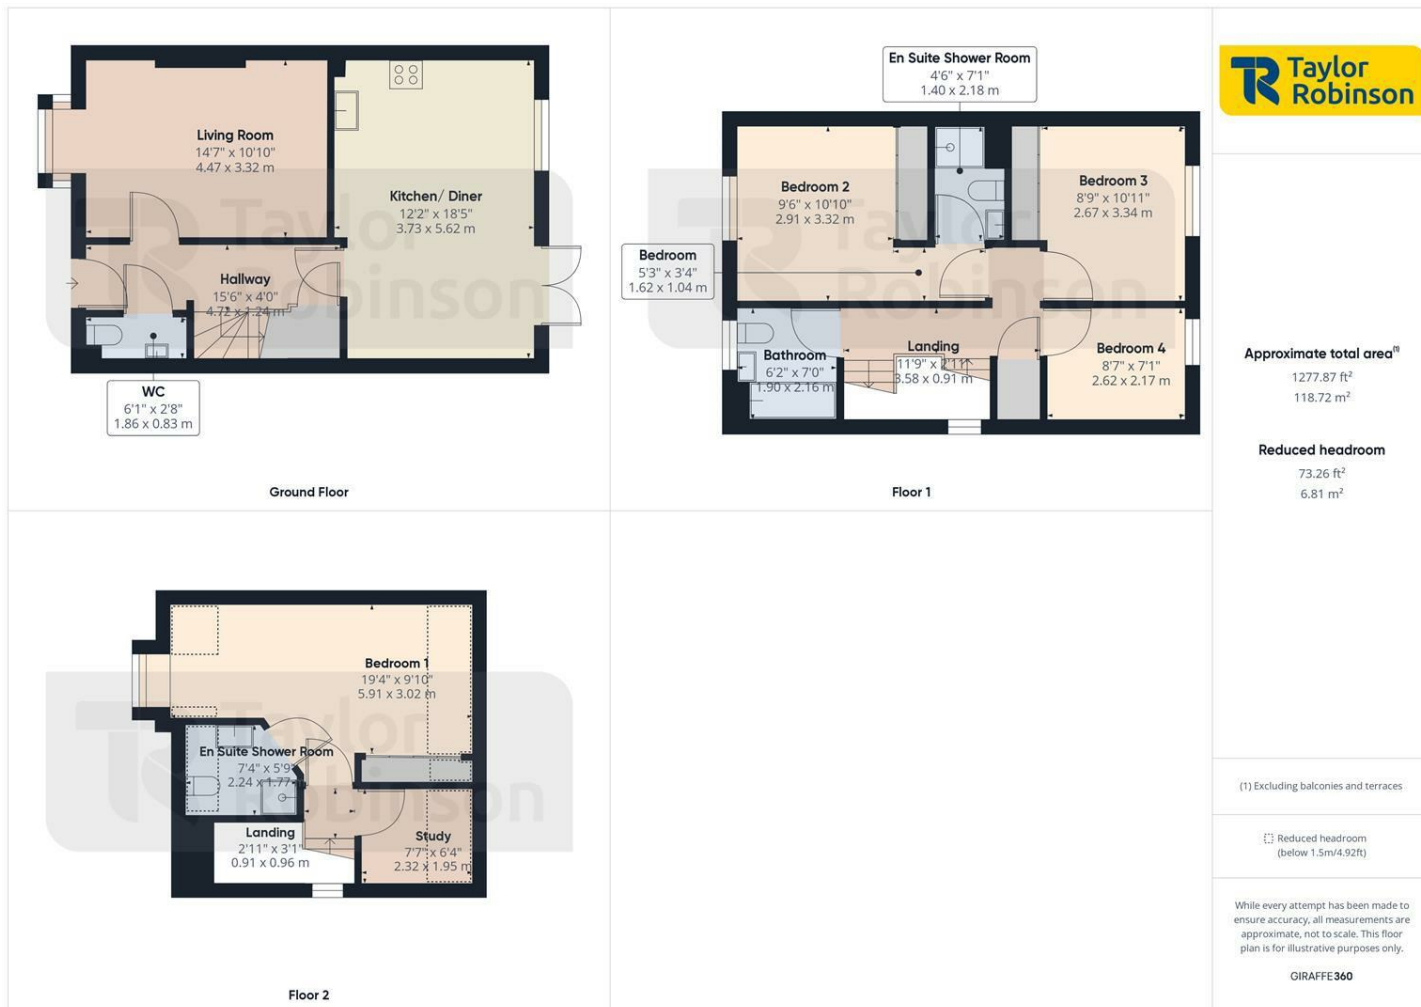 Living Room
14'7" x 10'10"
4.47 x 3.32 m
Kitchen/ Diner
12'2" x 18'5"
3.73 x 5.62 m
Hallway
15'6" x 4'0"
4.72 x 1.24 m
WC
6'1" x 2'8"
1.86 x 0.83 m
Taylor
Robinson
Ground Floor
En Suite Shower Room
4'6" x 7'1"
1.40 x 2.18 m
Bedroom 2
9'6" x 10'10"
2.91 x 3.32 m
Bedroom 3
8'9" x 10'11"
2.67 x 3.34 m
Bedroom
5'3" x 3'4"
1.62 x 1.04 m
Bathroom
6'2" x 7'0"
1.90 x 2.16 m
Landing
11'9" x 2'11"
3.58 x 0.91 m
Bedroom 4
8'7" x 7'1"
2.62 x 2.17 m
Taylor
Robinson
Floor 1
Bedroom 1
19'4" x 9'10"
5.91 x 3.02 m
En Suite Shower Room
7'4" x 5'9"
2.24 x 1.77 m
Landing
2'11" x 3'1"
0.91 x 0.96 m
Study
7'7" x 6'4"
2.32 x 1.95 m
Taylor
Robinson
Floor 2
Taylor
Robinson
Approximate total area⁽¹⁾
1277.87 ft²
118.72 m²
Reduced headroom
73.26 ft²
6.81 m²
(1) Excluding balconies and terraces
Reduced headroom
(below 1.5m/4.92ft)
While every attempt has been made to
ensure accuracy, all measurements are
approximate, not to scale. This floor
plan is for illustrative purposes only.
GIRAFFE360